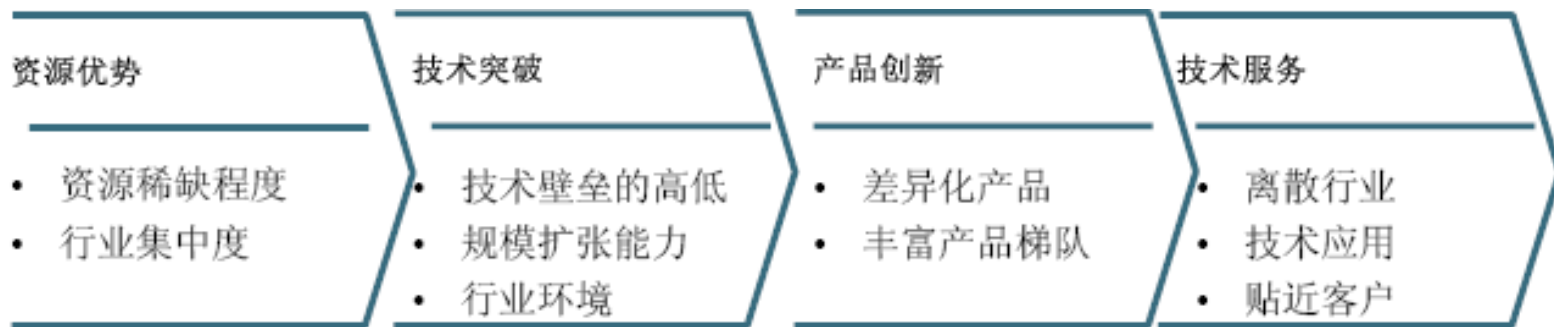 资源优势
• 资源稀缺程度
• 行业集中度
技术突破
• 技术壁垒的高低
• 规模扩张能力
• 行业环境
产品创新
• 差异化产品
• 丰富产品梯队
技术服务
• 离散行业
• 技术应用
• 贴近客户